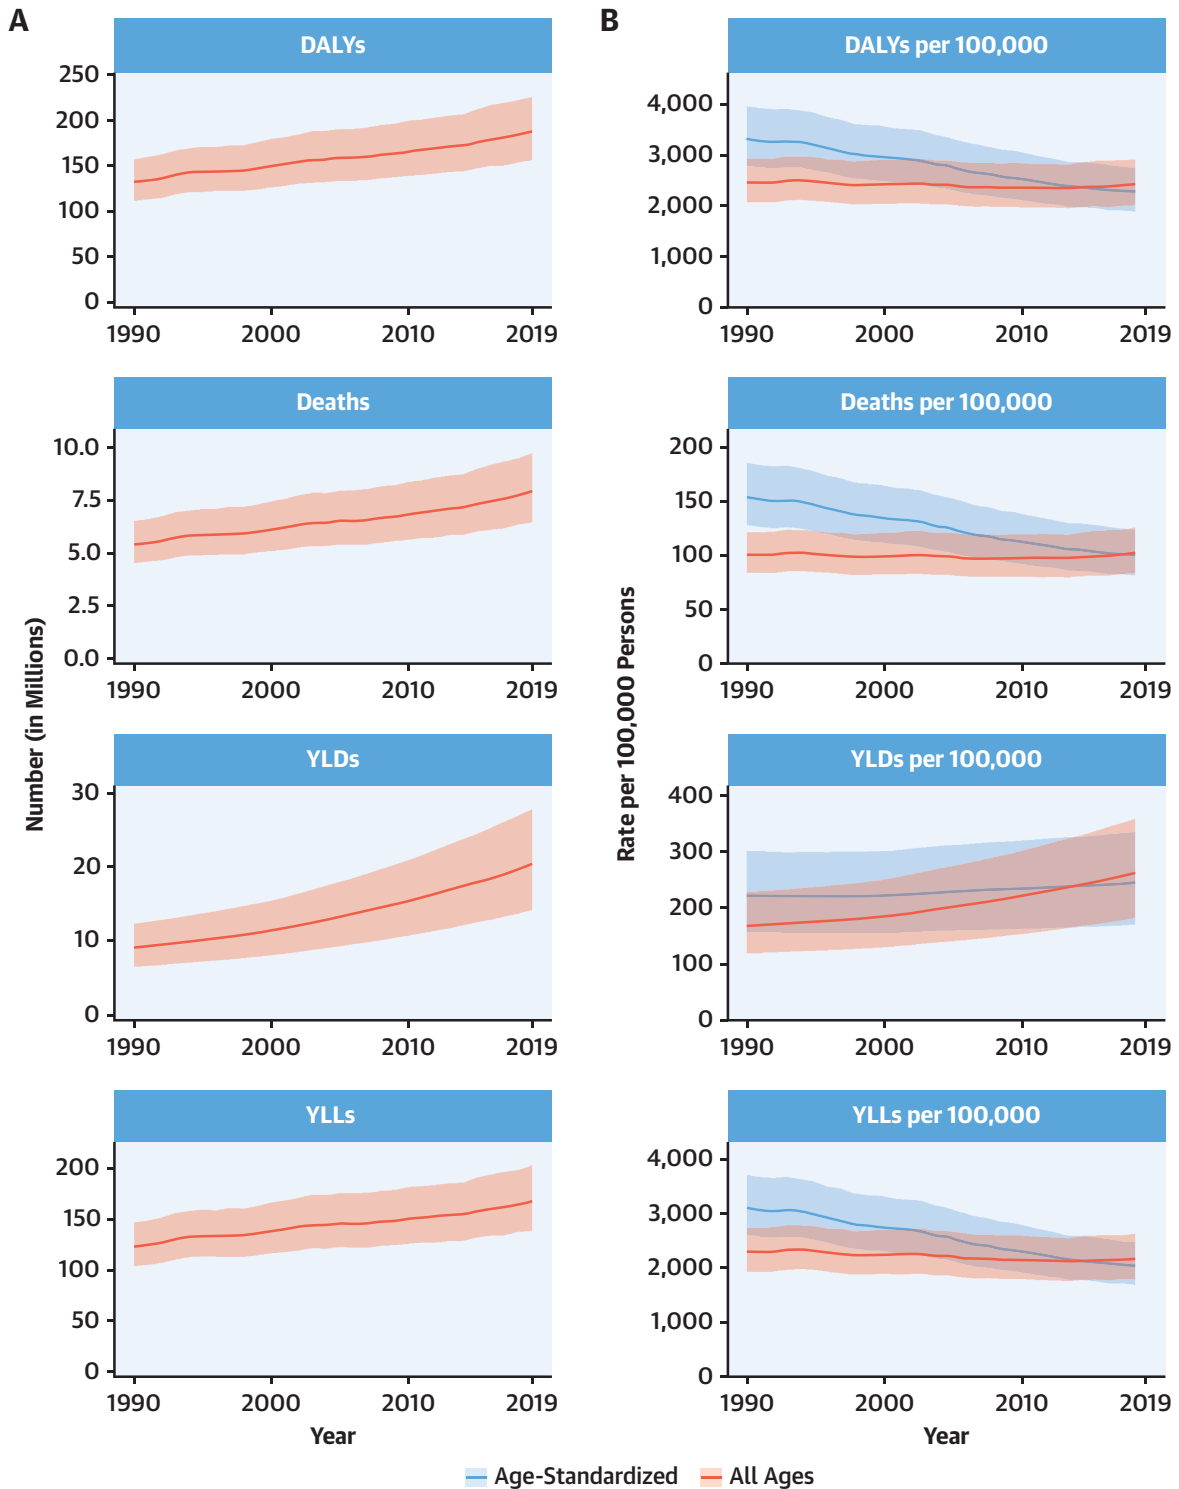 A
DALYs
250
200
150
100
50
0
1990 2000 2010 2019
Deaths
10.0
7.5
5.0
2.5
0.0
1990 2000 2010 2019
YLDs
30
20
10
0
1990 2000 2010 2019
YLLs
200
150
100
50
0
1990 2000 2010 2019
Year
Number (in Millions)
B
DALYs per 100,000
4,000
3,000
2,000
1,000
0
1990 2000 2010 2019
Deaths per 100,000
200
150
100
50
0
1990 2000 2010 2019
YLDs per 100,000
400
300
200
100
0
1990 2000 2010 2019
YLLs per 100,000
4,000
3,000
2,000
1,000
0
1990 2000 2010 2019
Year
Rate per 100,000 Persons
Age-Standardized All Ages